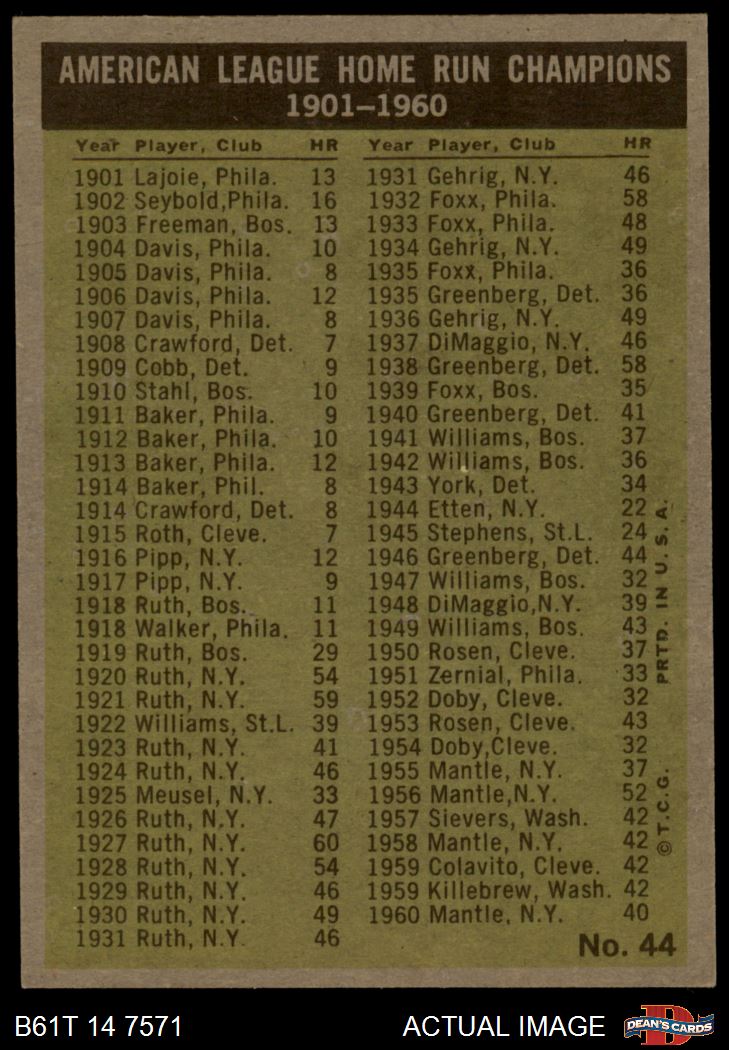 AMERICAN LEAGUE HOME RUN CHAMPIONS
1901–1960
Year Player, Club HR
1901 Lajoie, Phila. 13
1902 Seybold,Phila. 16
1903 Freeman, Bos. 13
1904 Davis, Phila. 10
1905 Davis, Phila. 8
1906 Davis, Phila. 12
1907 Davis, Phila. 8
1908 Crawford, Det. 7
1909 Cobb, Det. 9
1910 Stahl, Bos. 10
1911 Baker, Phila. 9
1912 Baker, Phila. 10
1913 Baker, Phila. 12
1914 Baker, Phil. 8
1914 Crawford, Det. 8
1915 Roth, Cleve. 7
1916 Pipp, N.Y. 12
1917 Pipp, N.Y. 9
1918 Ruth, Bos. 11
1918 Walker, Phila. 11
1919 Ruth, Bos. 29
1920 Ruth, N.Y. 54
1921 Ruth, N.Y. 59
1922 Williams, St.L. 39
1923 Ruth, N.Y. 41
1924 Ruth, N.Y. 46
1925 Meusel, N.Y. 33
1926 Ruth, N.Y. 47
1927 Ruth, N.Y. 60
1928 Ruth, N.Y. 54
1929 Ruth, N.Y. 46
1930 Ruth, N.Y. 49
1931 Ruth, N.Y. 46
Year Player, Club HR
1931 Gehrig, N.Y. 46
1932 Foxx, Phila. 58
1933 Foxx, Phila. 48
1934 Gehrig, N.Y. 49
1935 Foxx, Phila. 36
1935 Greenberg, Det. 36
1936 Gehrig, N.Y. 49
1937 DiMaggio, N.Y. 46
1938 Greenberg, Det. 58
1939 Foxx, Bos. 35
1940 Greenberg, Det. 41
1941 Williams, Bos. 37
1942 Williams, Bos. 36
1943 York, Det. 34
1944 Etten, N.Y. 22
1945 Stephens, St.L. 24
1946 Greenberg, Det. 44
1947 Williams, Bos. 32
1948 DiMaggio,N.Y. 39
1949 Williams, Bos. 43
1950 Rosen, Cleve. 37
1951 Zernial, Phila. 33
1952 Doby, Cleve. 32
1953 Rosen, Cleve. 43
1954 Doby,Cleve. 32
1955 Mantle, N.Y. 37
1956 Mantle,N.Y. 52
1957 Sievers, Wash. 42
1958 Mantle, N.Y. 42
1959 Colavito, Cleve. 42
1959 Killebrew, Wash. 42
1960 Mantle, N.Y. 40
No. 44
© T.C.G. PRTD. IN U. S. A.
B61T 14 7571
ACTUAL IMAGE
D
DEAN'S CARDS